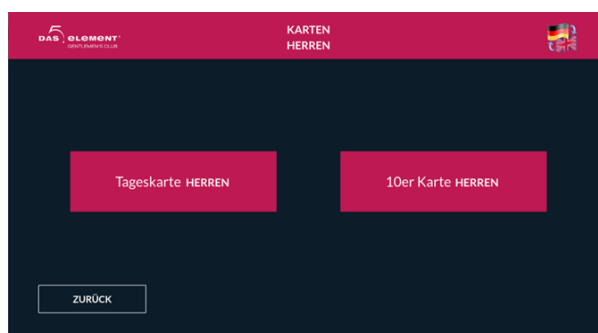 DAS 5. element
GENTLEMEN'S CLUB
KARTEN
HERREN
Tageskarte HERREN
10er Karte HERREN
ZURÜCK